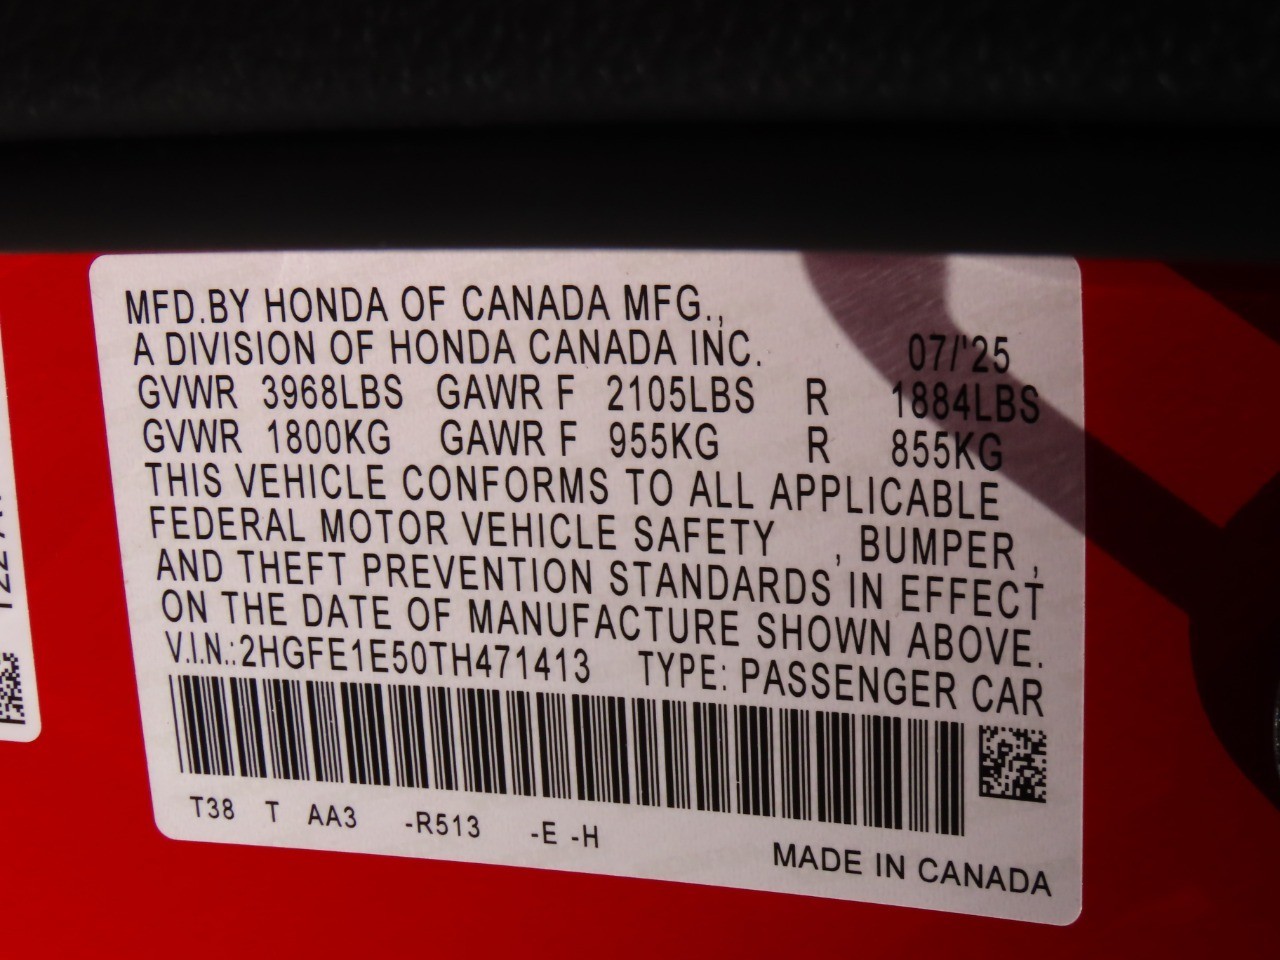 MFD.BY HONDA OF CANADA MFG.,
A DIVISION OF HONDA CANADA INC. 07/'25
GVWR 3968LBS GAWR F 2105LBS R 1884LBS
GVWR 1800KG GAWR F 955KG R 855KG
THIS VEHICLE CONFORMS TO ALL APPLICABLE
FEDERAL MOTOR VEHICLE SAFETY , BUMPER ,
AND THEFT PREVENTION STANDARDS IN EFFECT
ON THE DATE OF MANUFACTURE SHOWN ABOVE.
V.I.N.:2HGFE1E50TH471413 TYPE: PASSENGER CAR
T38 T AA3 -R513 -E -H
MADE IN CANADA